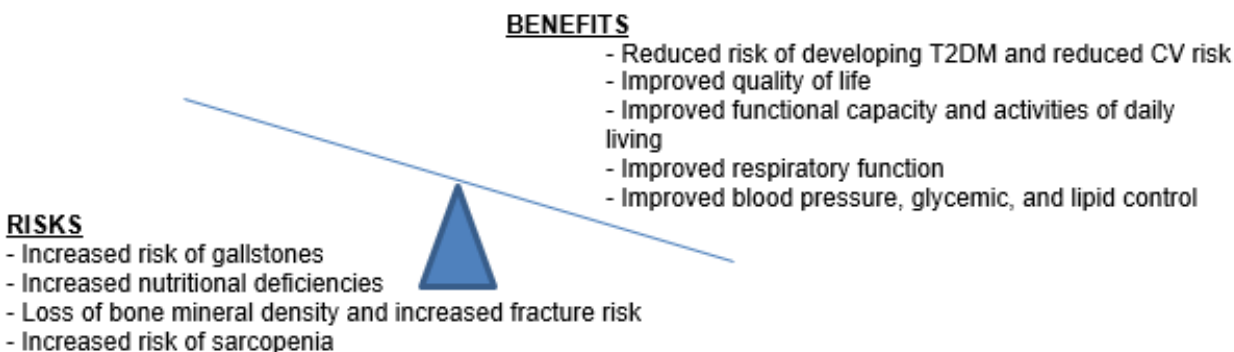 BENEFITS
- Reduced risk of developing T2DM and reduced CV risk
- Improved quality of life
- Improved functional capacity and activities of daily
living
- Improved respiratory function
- Improved blood pressure, glycemic, and lipid control
RISKS
- Increased risk of gallstones
- Increased nutritional deficiencies
- Loss of bone mineral density and increased fracture risk
- Increased risk of sarcopenia